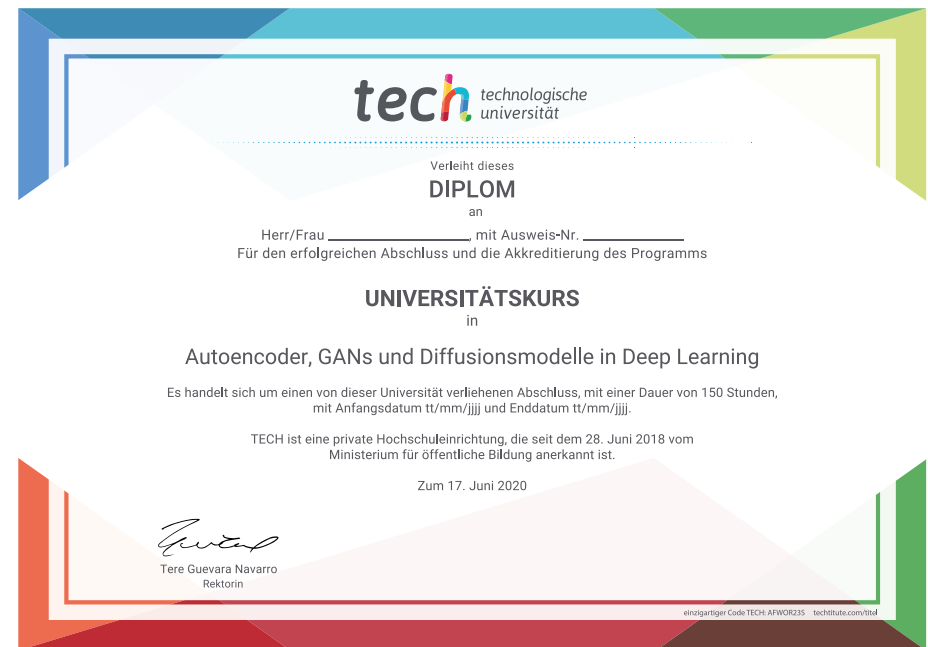 tech technologische
universität
Verleiht dieses
DIPLOM
an
Herr/Frau ____________________, mit Ausweis-Nr. ______________
Für den erfolgreichen Abschluss und die Akkreditierung des Programms
UNIVERSITÄTSKURS
in
Autoencoder, GANs und Diffusionsmodelle in Deep Learning
Es handelt sich um einen von dieser Universität verliehenen Abschluss, mit einer Dauer von 150 Stunden,
mit Anfangsdatum tt/mm/jjjj und Enddatum tt/mm/jjjj.
TECH ist eine private Hochschuleinrichtung, die seit dem 28. Juni 2018 vom
Ministerium für öffentliche Bildung anerkannt ist.
Zum 17. Juni 2020
Tere Guevara Navarro
Rektorin
einzigartiger Code TECH: AFWOR23S techtitute.com/titel